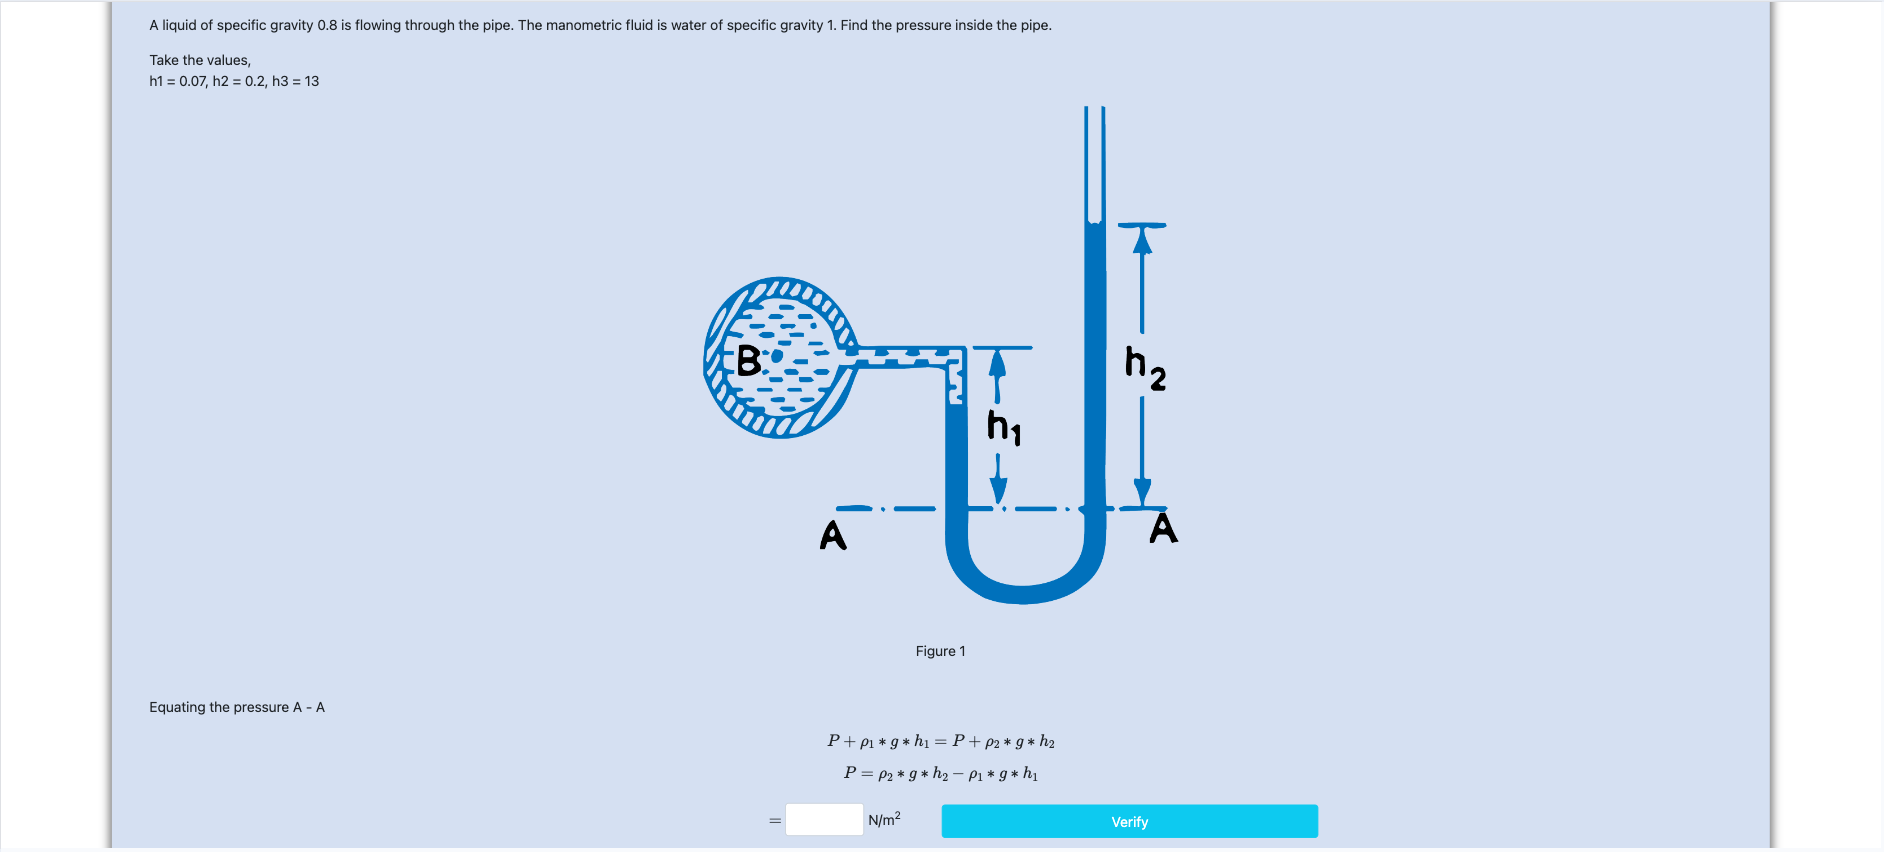 A liquid of specific gravity 0.8 is flowing through the pipe. The manometric fluid is water of specific gravity 1. Find the pressure inside the pipe.
Take the values,
h1 = 0.07, h2 = 0.2, h3 = 13
B
h₂
h₁
A
A
Figure 1
Equating the pressure A - A
P + ρ₁ * g * h₁ = P + ρ₂ * g * h₂
P = ρ₂ * g * h₂ − ρ₁ * g * h₁
= N/m²
Verify